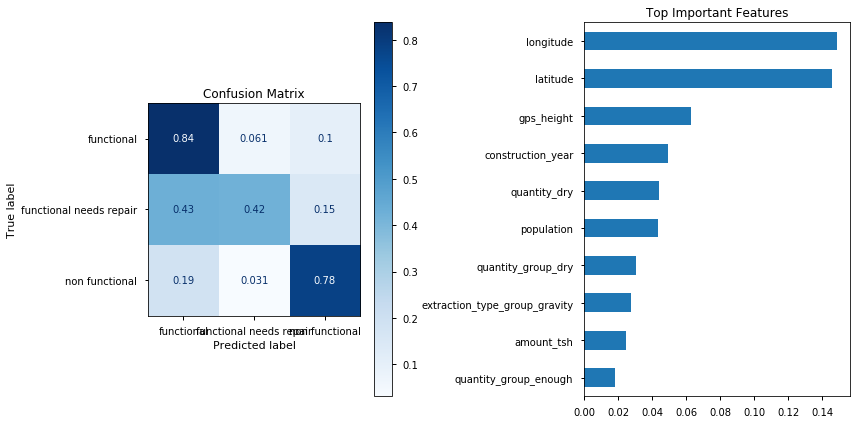 Confusion Matrix
True label
functional
functional needs repair
non functional
0.84 0.061 0.1
0.43 0.42 0.15
0.19 0.031 0.78
functional functional needs repair non functional
Predicted label
0.8
0.7
0.6
0.5
0.4
0.3
0.2
0.1
Top Important Features
longitude
latitude
gps_height
construction_year
quantity_dry
population
quantity_group_dry
extraction_type_group_gravity
amount_tsh
quantity_group_enough
0.00 0.02 0.04 0.06 0.08 0.10 0.12 0.14